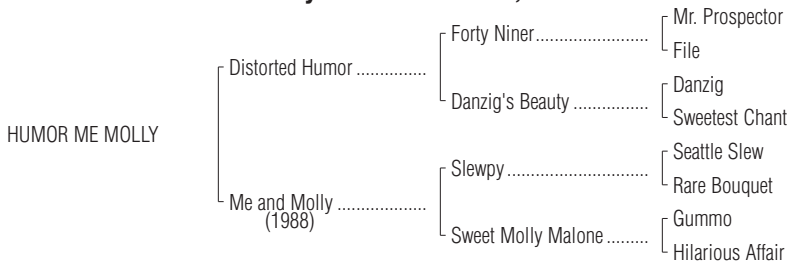 Mr. Prospector
Forty Niner
File
Distorted Humor
Danzig
Danzig's Beauty
Sweetest Chant
HUMOR ME MOLLY
Seattle Slew
Slewpy
Rare Bouquet
Me and Molly
(1988)
Gummo
Sweet Molly Malone
Hilarious Affair